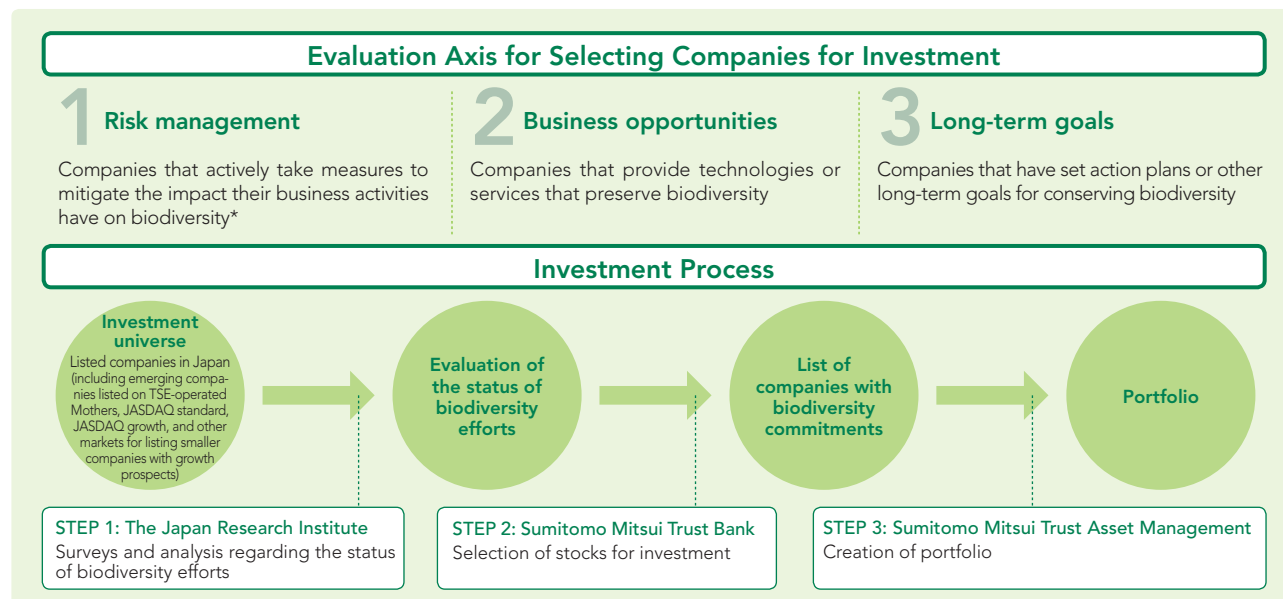 Evaluation Axis for Selecting Companies for Investment
1 Risk management
Companies that actively take measures to
mitigate the impact their business activities
have on biodiversity*
2 Business opportunities
Companies that provide technologies or
services that preserve biodiversity
3 Long-term goals
Companies that have set action plans or other
long-term goals for conserving biodiversity
Investment Process
Investment
universe
Listed companies in Japan
(including emerging compa-
nies listed on TSE-operated
Mothers, JASDAQ standard,
JASDAQ growth, and other
markets for listing smaller
companies with growth
prospects)
Evaluation of
the status of
biodiversity
efforts
List of
companies with
biodiversity
commitments
Portfolio
STEP 1: The Japan Research Institute
Surveys and analysis regarding the status
of biodiversity efforts
STEP 2: Sumitomo Mitsui Trust Bank
Selection of stocks for investment
STEP 3: Sumitomo Mitsui Trust Asset Management
Creation of portfolio